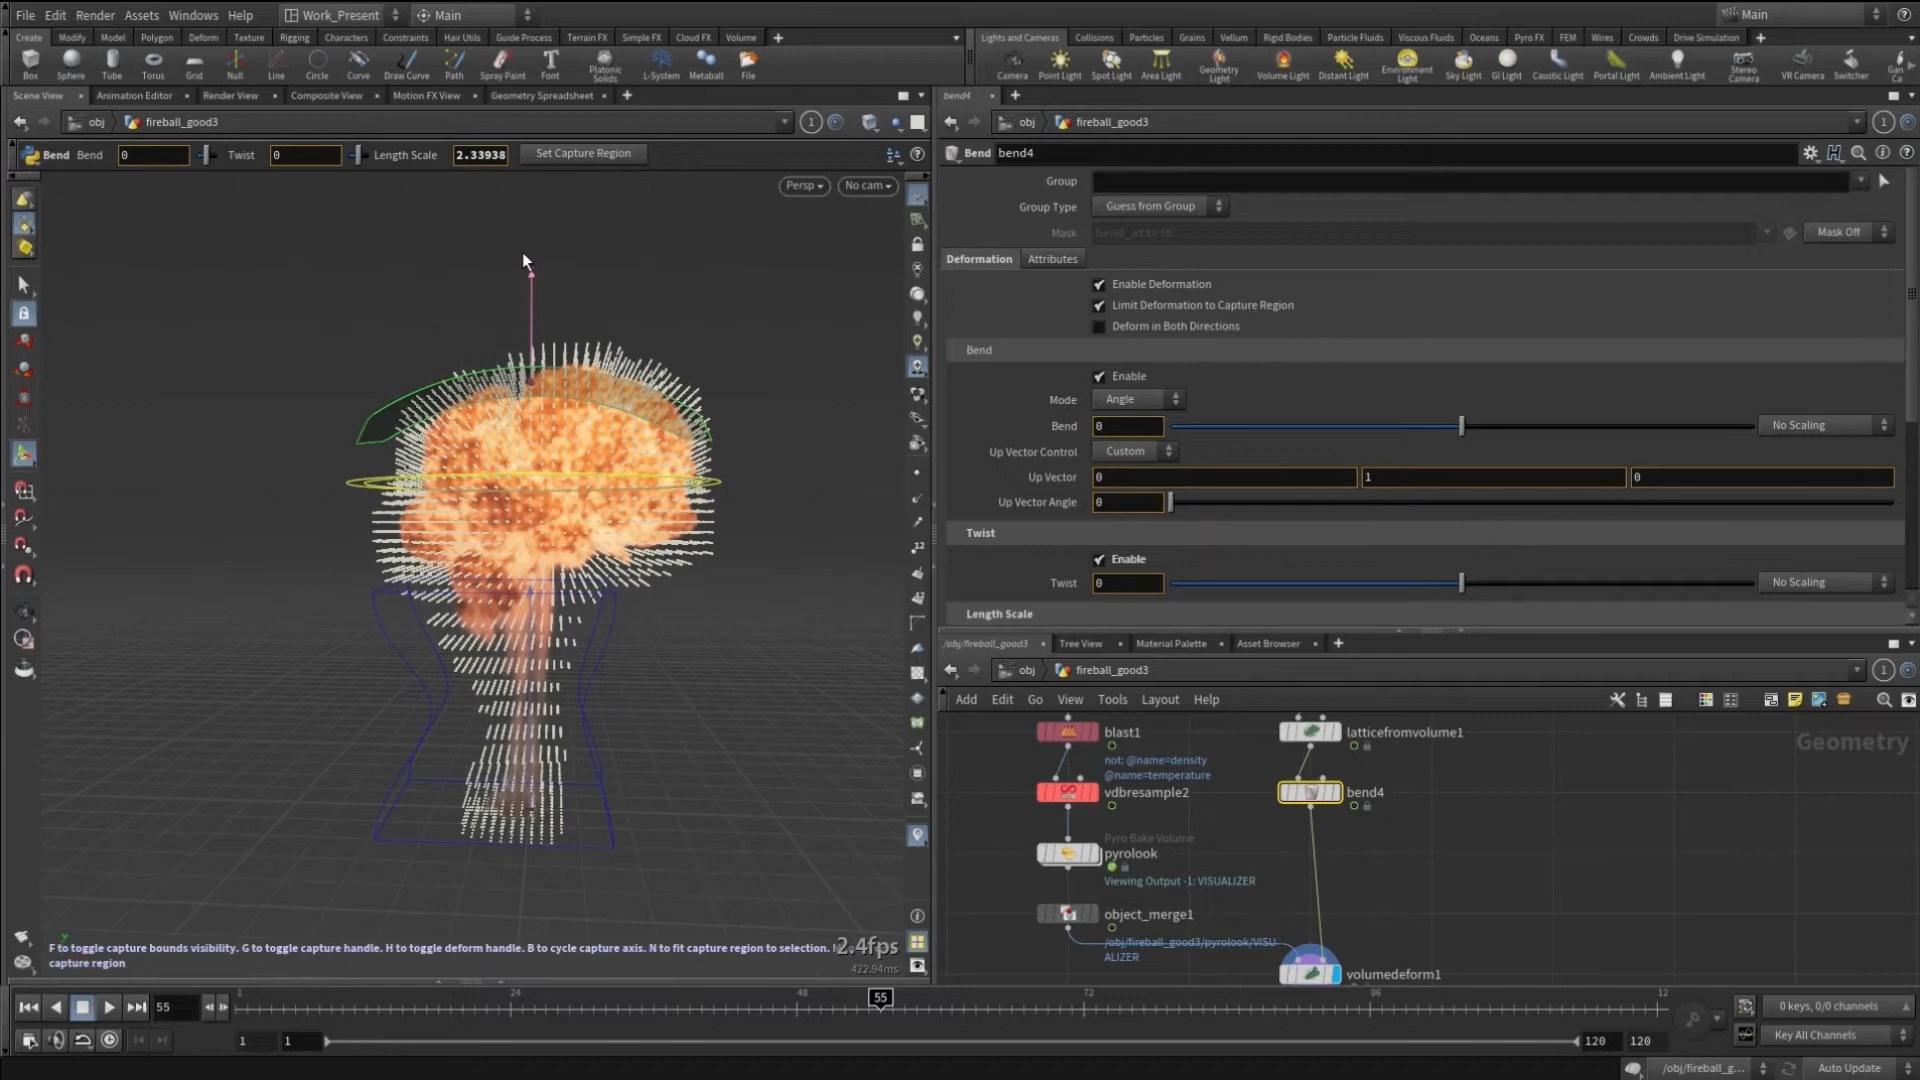 File Edit Render Assets Windows Help Work_Present Main Main
Create Modify Model Polygon Deform Texture Rigging Characters Constraints Hair Utils Guide Process Terrain FX Simple FX Cloud FX Volume
Lights and Cameras Collisions Particles Grains Vellum Rigid Bodies Particle Fluids Viscous Fluids Oceans Pyro FX FEM Wires Crowds Drive Simulation
Box Sphere Tube Torus Grid Null Line Circle Curve Draw Curve Path Spray Paint Font Platonic Solids L-System Metaball File
Camera Point Light Spot Light Area Light Geometry Light Volume Light Distant Light Environment Light Sky Light GI Light Caustic Light Portal Light Ambient Light Stereo Camera VR Camera Switcher
Scene View Animation Editor Render View Composite View Motion FX View Geometry Spreadsheet
bend4
obj fireball_good3 1
obj fireball_good3 1
Bend Bend 0 Twist 0 Length Scale 2.33938 Set Capture Region
Bend bend4
Persp No cam
Group
Group Type Guess from Group
Mask bend_attrib Mask Off
Deformation Attributes
Enable Deformation
Limit Deformation to Capture Region
Deform in Both Directions
Bend
Enable
Mode Angle
Bend 0 No Scaling
Up Vector Control Custom
Up Vector 0 1 0
Up Vector Angle 0
Twist
Enable
Twist 0 No Scaling
Length Scale
/obj/fireball_good3 Tree View Material Palette Asset Browser
obj fireball_good3 1
Add Edit Go View Tools Layout Help
Geometry
blast1
not: @name=density
@name=temperature
latticefromvolume1
vdbresample2
bend4
Pyro Bake Volume
pyrolook
Viewing Output -1: VISUALIZER
object_merge1
/obj/fireball_good3/pyrolook/VISU
ALIZER
volumedeform1
F to toggle capture bounds visibility. G to toggle capture handle. H to toggle deform handle. B to cycle capture axis. N to fit capture region to selection.
capture region
2.4fps
422.94ms
55
1 24 48 55 72 96 12
0 keys, 0/0 channels
1 1 120 120
Key All Channels
/obj/fireball_g... Auto Update